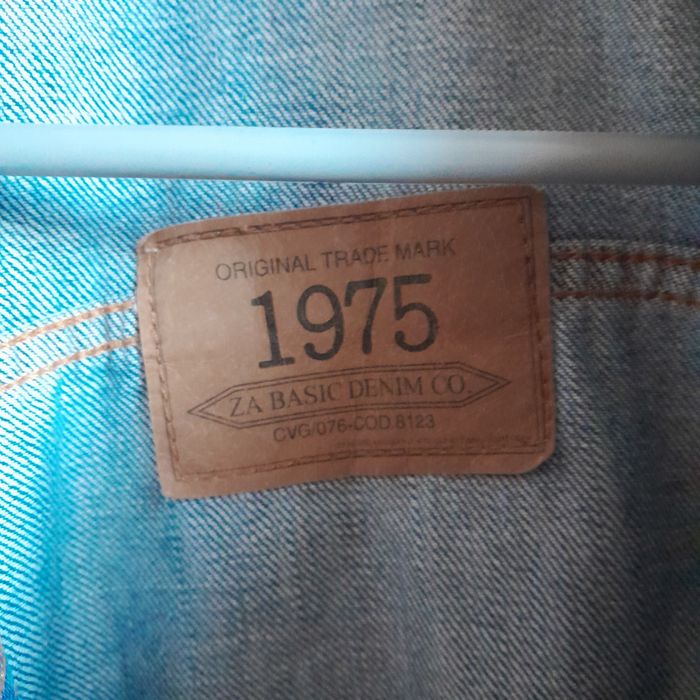 ORIGINAL TRADE MARK
1975
ZA BASIC DENIM CO.
CVG/076-COD.8123